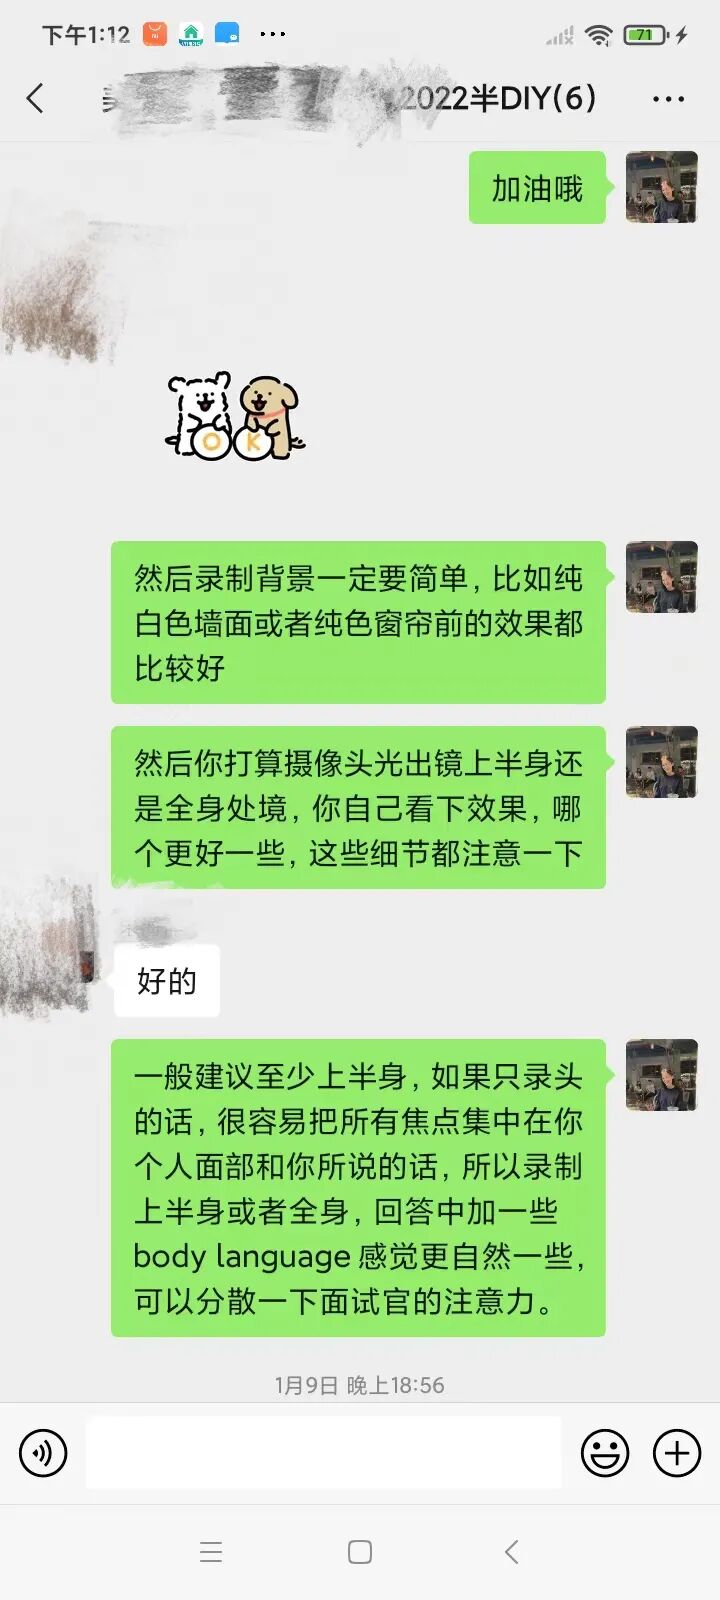 下午1:12
71
2022半DIY(6)
加油哦
OK
然后录制背景一定要简单，比如纯
白色墙面或者纯色窗帘前的效果都
比较好
然后你打算摄像头光出镜上半身还
是全身处境，你自己看下效果，哪
个更好一些，这些细节都注意一下
好的
一般建议至少上半身，如果只录头
的话，很容易把所有焦点集中在你
个人面部和你所说的话，所以录制
上半身或者全身，回答中加一些
body language 感觉更自然一些，
可以分散一下面试官的注意力。
1月9日 晚上18:56